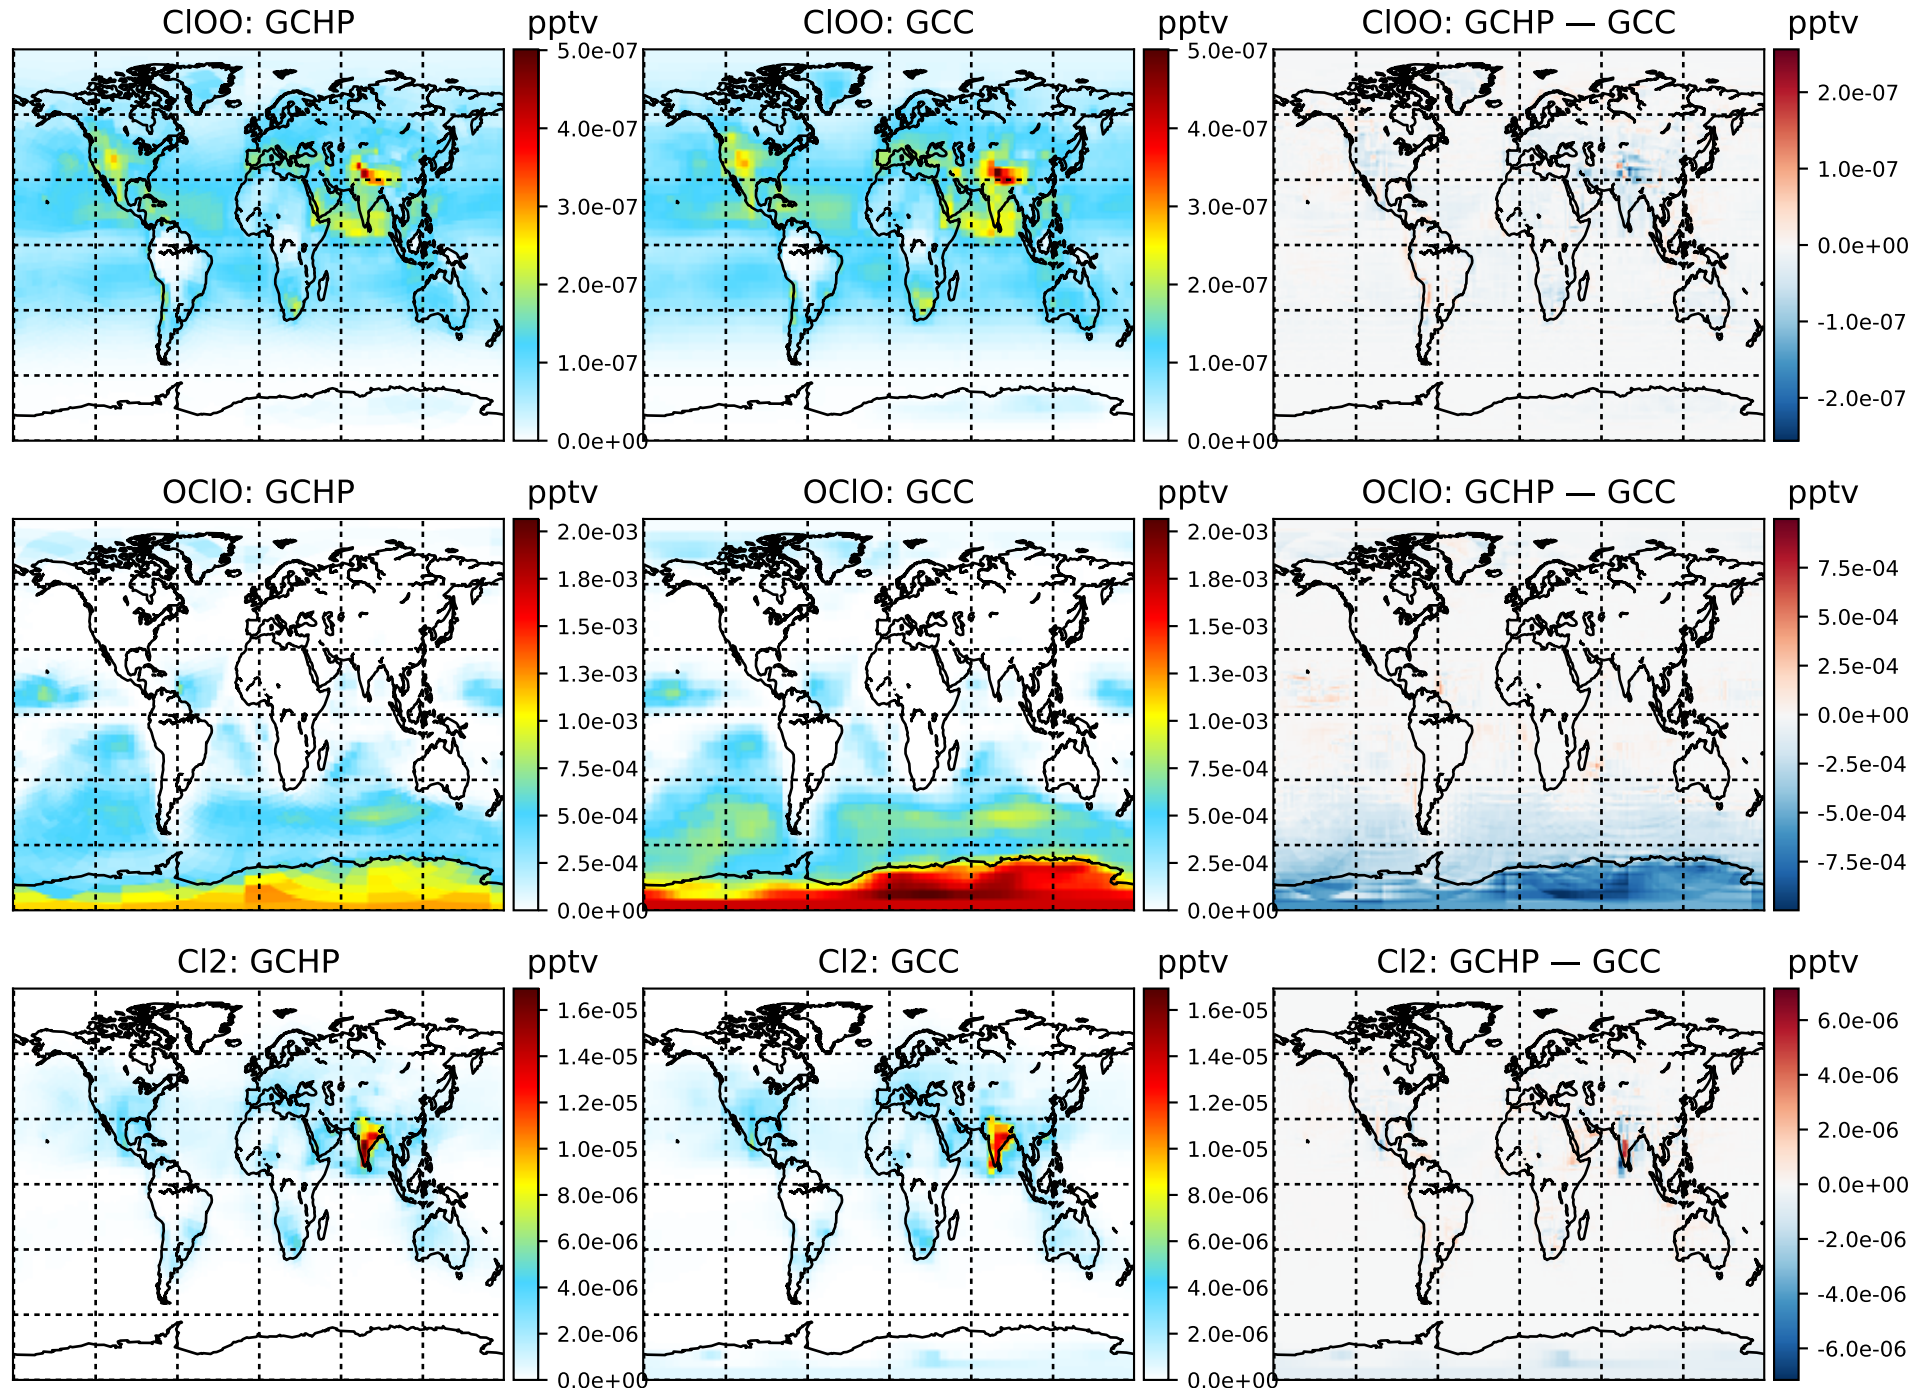 ClOO: GCHP
pptv
ClOO: GCC
pptv
ClOO: GCHP — GCC
pptv
5.0e-07
4.0e-07
3.0e-07
2.0e-07
1.0e-07
0.0e+00
5.0e-07
4.0e-07
3.0e-07
2.0e-07
1.0e-07
0.0e+00
2.0e-07
1.0e-07
0.0e+00
-1.0e-07
-2.0e-07
OClO: GCHP
pptv
OClO: GCC
pptv
OClO: GCHP — GCC
pptv
2.0e-03
1.8e-03
1.5e-03
1.3e-03
1.0e-03
7.5e-04
5.0e-04
2.5e-04
0.0e+00
2.0e-03
1.8e-03
1.5e-03
1.3e-03
1.0e-03
7.5e-04
5.0e-04
2.5e-04
0.0e+00
7.5e-04
5.0e-04
2.5e-04
0.0e+00
-2.5e-04
-5.0e-04
-7.5e-04
Cl2: GCHP
pptv
Cl2: GCC
pptv
Cl2: GCHP — GCC
pptv
1.6e-05
1.4e-05
1.2e-05
1.0e-05
8.0e-06
6.0e-06
4.0e-06
2.0e-06
0.0e+00
1.6e-05
1.4e-05
1.2e-05
1.0e-05
8.0e-06
6.0e-06
4.0e-06
2.0e-06
0.0e+00
6.0e-06
4.0e-06
2.0e-06
0.0e+00
-2.0e-06
-4.0e-06
-6.0e-06